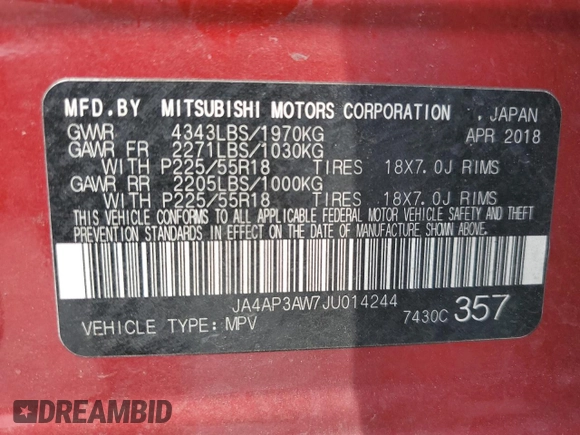 MFD.BY MITSUBISHI MOTORS CORPORATION , JAPAN
GVWR 4343LBS/1970KG APR 2018
GAWR FR 2271LBS/1030KG
WITH P225/55R18 TIRES 18X7.0J RIMS
GAWR RR 2205LBS/1000KG
WITH P225/55R18 TIRES 18X7.0J RIMS
THIS VEHICLE CONFORMS TO ALL APPLICABLE FEDERAL MOTOR VEHICLE SAFETY AND THEFT
PREVENTION STANDARDS IN EFFECT ON THE DATE OF MANUFACTURE SHOWN ABOVE.
JA4AP3AW7JU014244
VEHICLE TYPE: MPV 7430C 357
DREAMBID